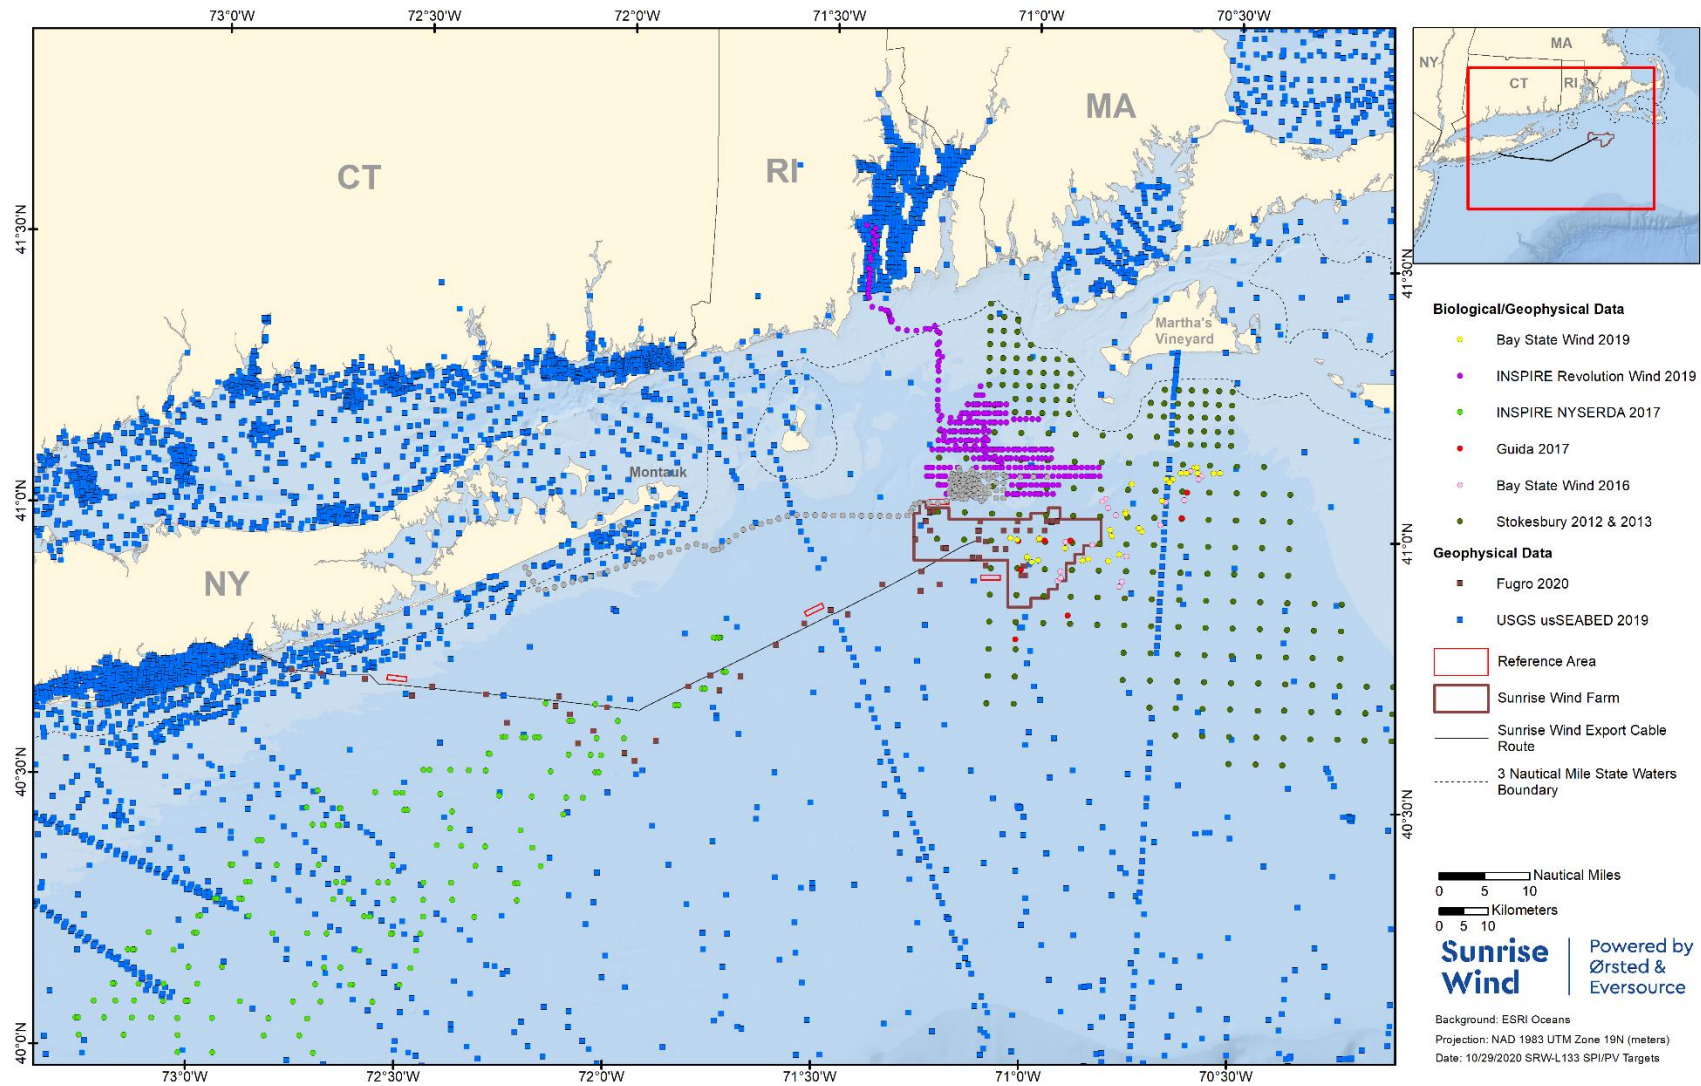 73°0'W
72°30'W
72°0'W
71°30'W
71°0'W
70°30'W
CT
RI
MA
Martha's
Vineyard
Montauk
NY
41°30'N
41°0'N
40°30'N
40°0'N
41°30'N
41°0'N
40°30'N
73°0'W
72°30'W
72°0'W
71°30'W
71°0'W
70°30'W
NY
MA
CT
RI
Biological/Geophysical Data
Bay State Wind 2019
INSPIRE Revolution Wind 2019
INSPIRE NYSERDA 2017
Guida 2017
Bay State Wind 2016
Stokesbury 2012 & 2013
Geophysical Data
Fugro 2020
USGS usSEABED 2019
Reference Area
Sunrise Wind Farm
Sunrise Wind Export Cable
Route
3 Nautical Mile State Waters
Boundary
Nautical Miles
0 5 10
Kilometers
0 5 10
Sunrise
Wind
Powered by
Ørsted &
Eversource
Background: ESRI Oceans
Projection: NAD 1983 UTM Zone 19N (meters)
Date: 10/29/2020 SRW-L133 SPI/PV Targets